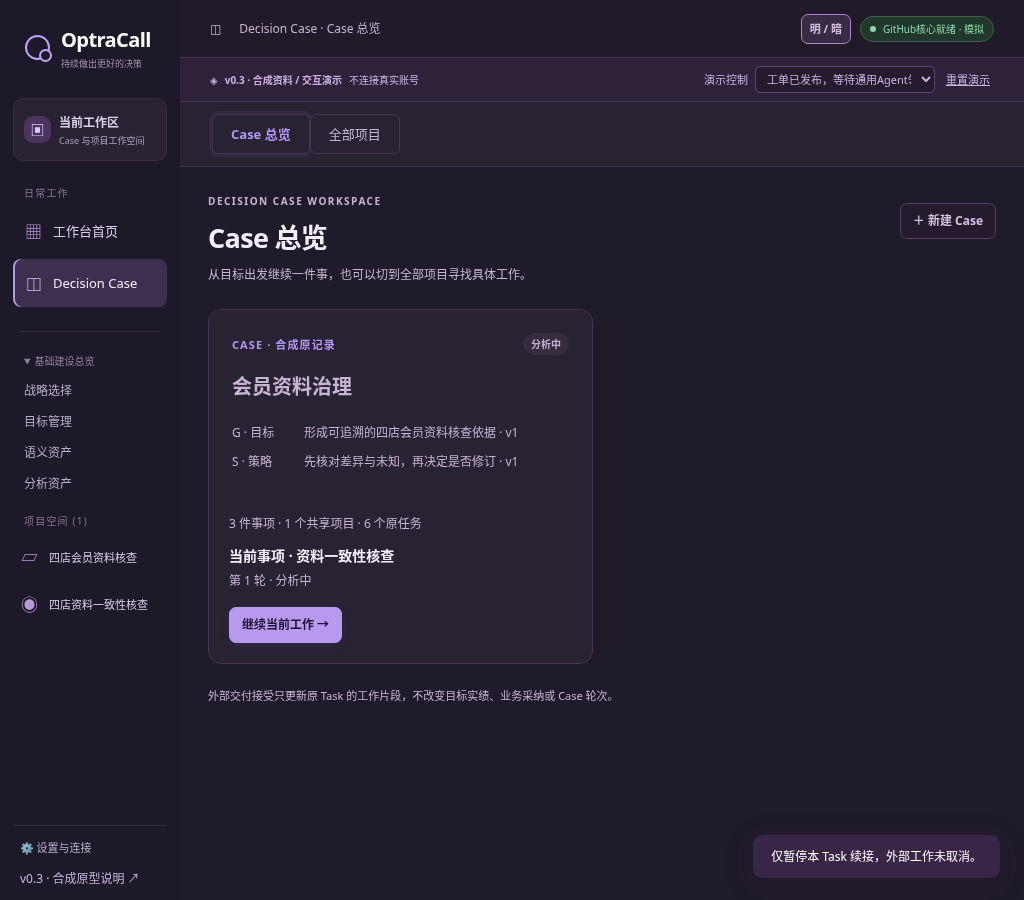 OptraCall
持续做出更好的决策
当前工作区
Case 与项目工作空间
日常工作
工作台首页
Decision Case
▼ 基础建设总览
战略选择
目标管理
语义资产
分析资产
项目空间 (1)
四店会员资料核查
四店资料一致性核查
设置与连接
v0.3 · 合成原型说明 ↗
Decision Case · Case 总览
明 / 暗
GitHub核心就绪 · 模拟
◈ v0.3 · 合成资料 / 交互演示 不连接真实账号
演示控制 工单已发布，等待通用Agent 重置演示
Case 总览 全部项目
DECISION CASE WORKSPACE
Case 总览
＋ 新建 Case
从目标出发继续一件事，也可以切到全部项目寻找具体工作。
CASE · 合成原记录 分析中
会员资料治理
G · 目标 形成可追溯的四店会员资料核查依据 · v1
S · 策略 先核对差异与未知，再决定是否修订 · v1
3 件事项 · 1 个共享项目 · 6 个原任务
当前事项 · 资料一致性核查
第 1 轮 · 分析中
继续当前工作 →
外部交付接受只更新原 Task 的工作片段，不改变目标实绩、业务采纳或 Case 轮次。
仅暂停本 Task 续接，外部工作未取消。